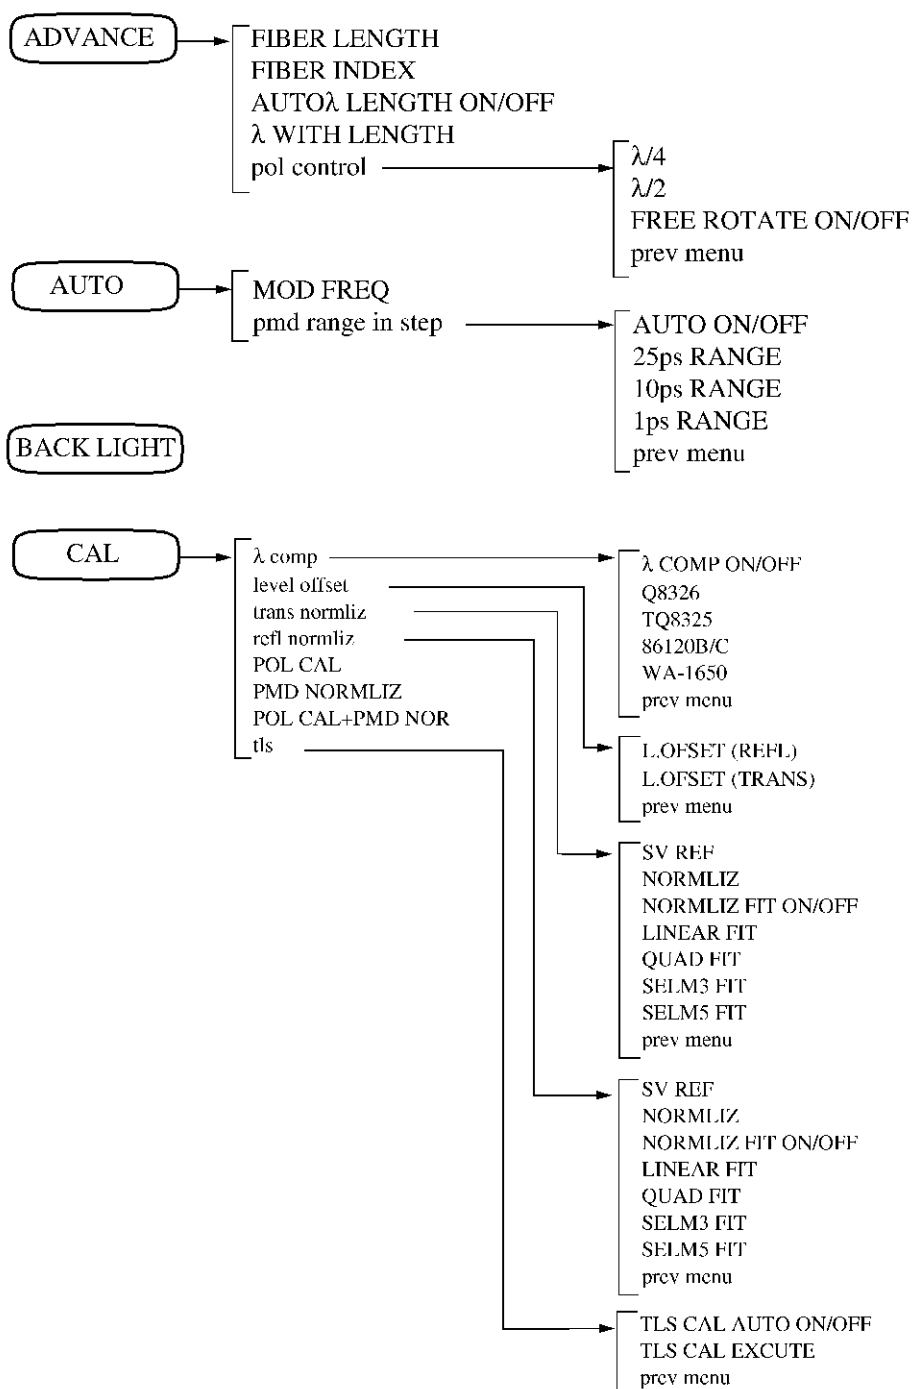 ADVANCE
FIBER LENGTH
FIBER INDEX
AUTOλ LENGTH ON/OFF
λ WITH LENGTH
pol control
λ/4
λ/2
FREE ROTATE ON/OFF
prev menu
AUTO
MOD FREQ
pmd range in step
AUTO ON/OFF
25ps RANGE
10ps RANGE
1ps RANGE
prev menu
BACK LIGHT
CAL
λ comp
level offset
trans normliz
refl normliz
POL CAL
PMD NORMLIZ
POL CAL+PMD NOR
tls
λ COMP ON/OFF
Q8326
TQ8325
86120B/C
WA-1650
prev menu
L.OFSET (REFL)
L.OFSET (TRANS)
prev menu
SV REF
NORMLIZ
NORMLIZ FIT ON/OFF
LINEAR FIT
QUAD FIT
SELM3 FIT
SELM5 FIT
prev menu
SV REF
NORMLIZ
NORMLIZ FIT ON/OFF
LINEAR FIT
QUAD FIT
SELM3 FIT
SELM5 FIT
prev menu
TLS CAL AUTO ON/OFF
TLS CAL EXCUTE
prev menu